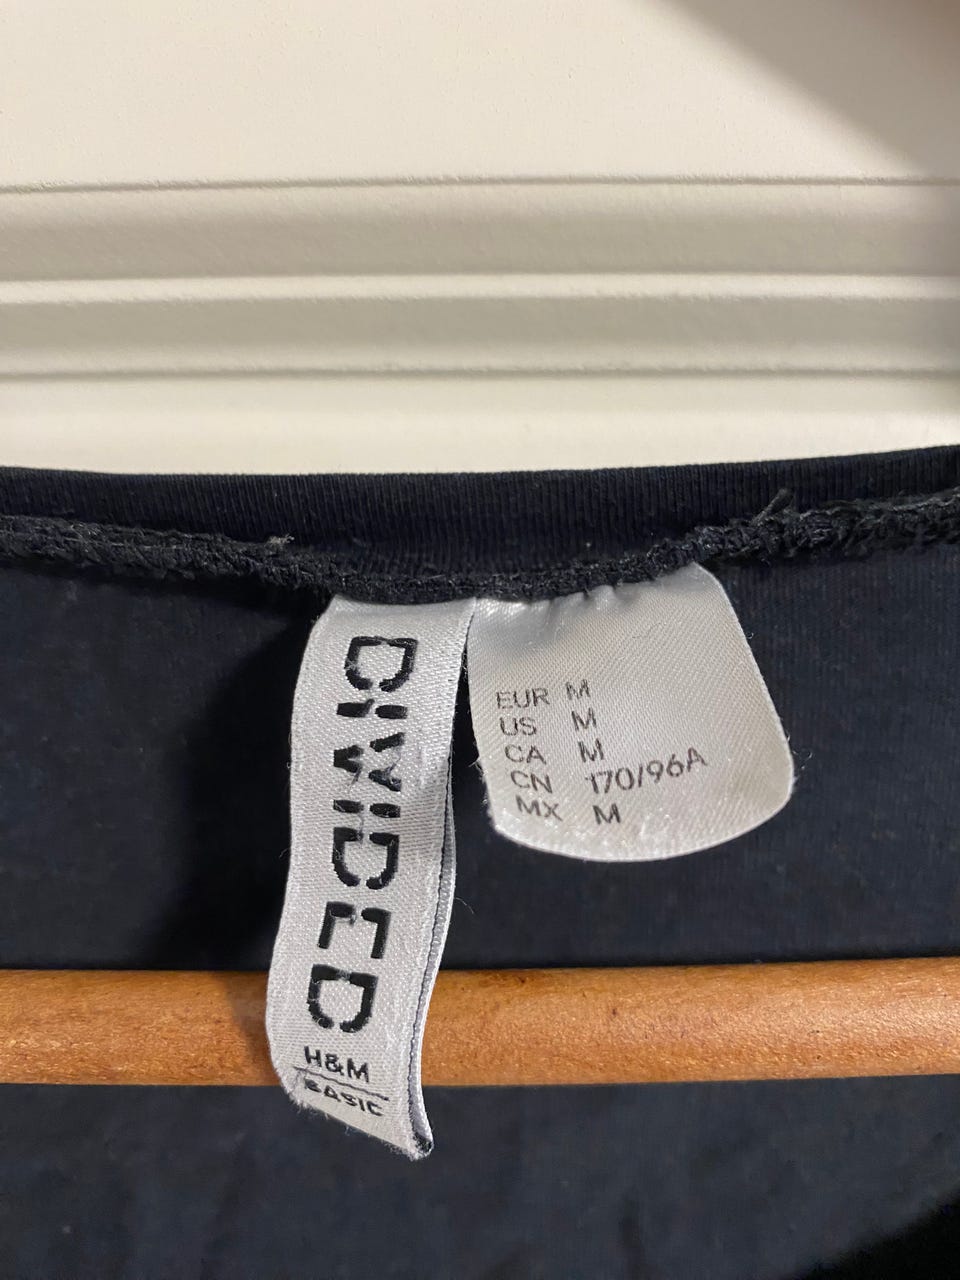 DIVIDED
H&M
BASIC
EUR M
US M
CA M
CN 170/96A
MX M